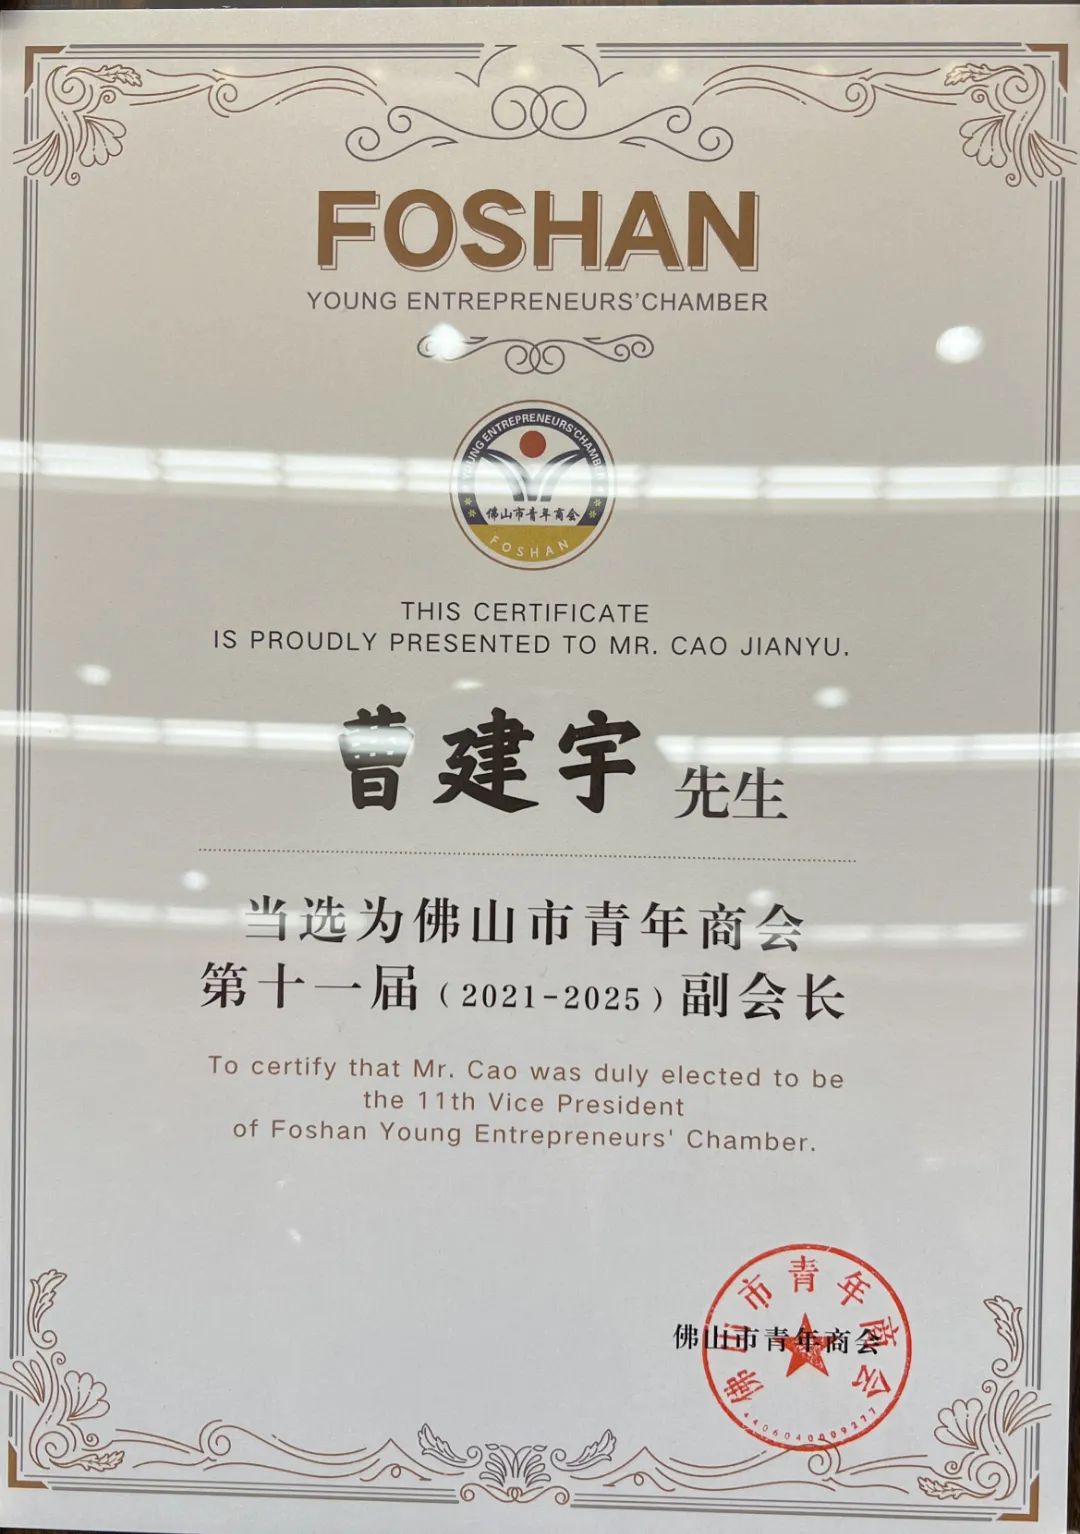 FOSHAN
YOUNG ENTREPRENEURS'CHAMBER
YOUNG ENTREPRENEURS'CHAMBER
佛山市青年商会
FOSHAN
THIS CERTIFICATE
IS PROUDLY PRESENTED TO MR. CAO JIANYU.
曹建宇 先生
当选为佛山市青年商会
第十一届（2021-2025）副会长
To certify that Mr. Cao was duly elected to be
the 11th Vice President
of Foshan Young Entrepreneurs' Chamber.
佛山市青年商会
佛山市青年商会
4406040009277